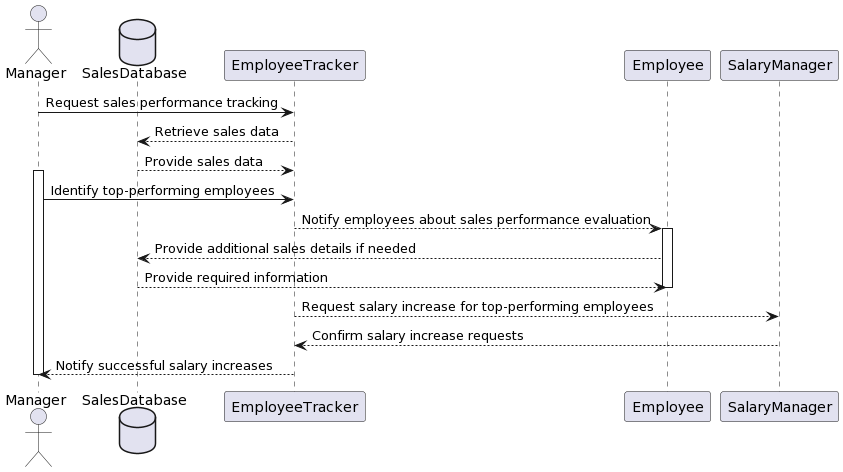 Manager
SalesDatabase
EmployeeTracker
Employee
SalaryManager
Request sales performance tracking
Retrieve sales data
Provide sales data
Identify top-performing employees
Notify employees about sales performance evaluation
Provide additional sales details if needed
Provide required information
Request salary increase for top-performing employees
Confirm salary increase requests
Notify successful salary increases
Manager
SalesDatabase
EmployeeTracker
Employee
SalaryManager